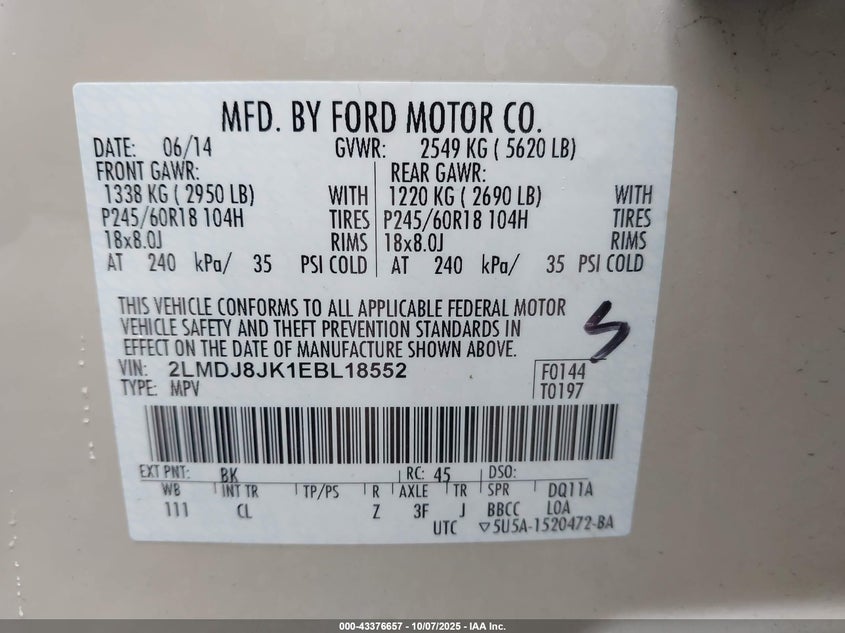 MFD. BY FORD MOTOR CO.
DATE: 06/14 GVWR: 2549 KG ( 5620 LB)
FRONT GAWR: REAR GAWR:
1338 KG ( 2950 LB) WITH 1220 KG ( 2690 LB) WITH
P245/60R18 104H TIRES P245/60R18 104H TIRES
18x8.0J RIMS 18x8.0J RIMS
AT 240 kPa/ 35 PSI COLD AT 240 kPa/ 35 PSI COLD
THIS VEHICLE CONFORMS TO ALL APPLICABLE FEDERAL MOTOR
VEHICLE SAFETY AND THEFT PREVENTION STANDARDS IN
EFFECT ON THE DATE OF MANUFACTURE SHOWN ABOVE.
VIN: 2LMDJ8JK1EBL18552 F0144
TYPE: MPV T0197
EXT PNT: BK RC: 45 DSO:
WB INT TR TP/PS R AXLE TR SPR DQ11A
111 CL Z 3F J BBCC LOA
UTC ▽5U5A-1520472-BA
000-43376657 - 10/07/2025 - IAA Inc.